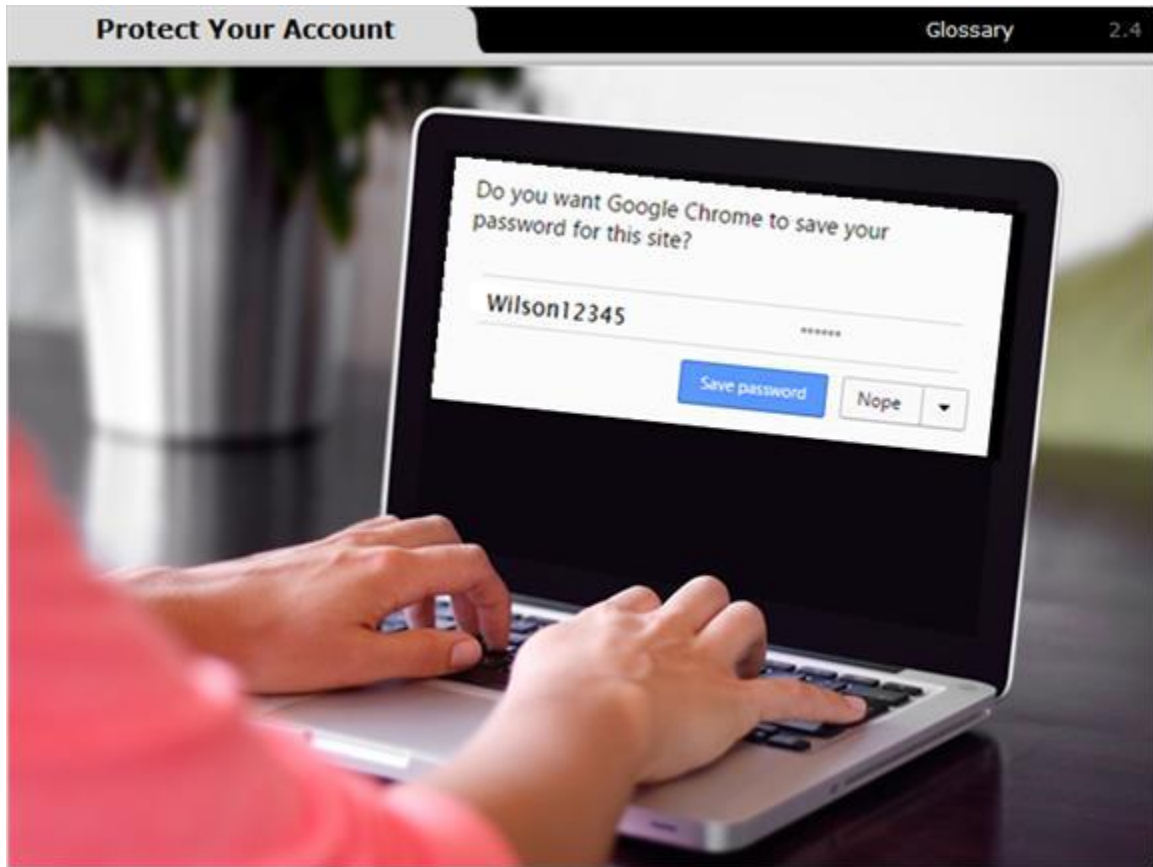 Protect Your Account
Glossary
2.4
Do you want Google Chrome to save your
password for this site?
Wilson12345
******
Save password
Nope